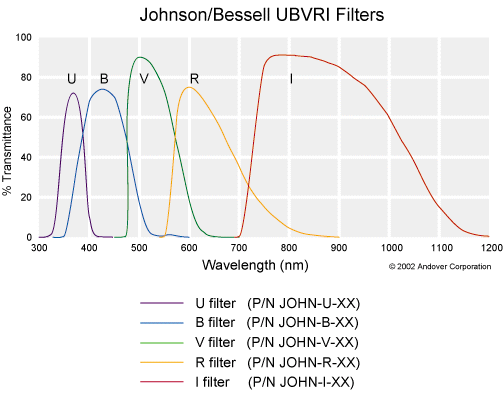 Johnson/Bessell UBVRI Filters
100
80
60
40
20
0
% Transmittance
U B V R I
300 400 500 600 700 800 900 1000 1100 1200
Wavelength (nm)
© 2002 Andover Corporation
U filter (P/N JOHN-U-XX)
B filter (P/N JOHN-B-XX)
V filter (P/N JOHN-V-XX)
R filter (P/N JOHN-R-XX)
I filter (P/N JOHN-I-XX)